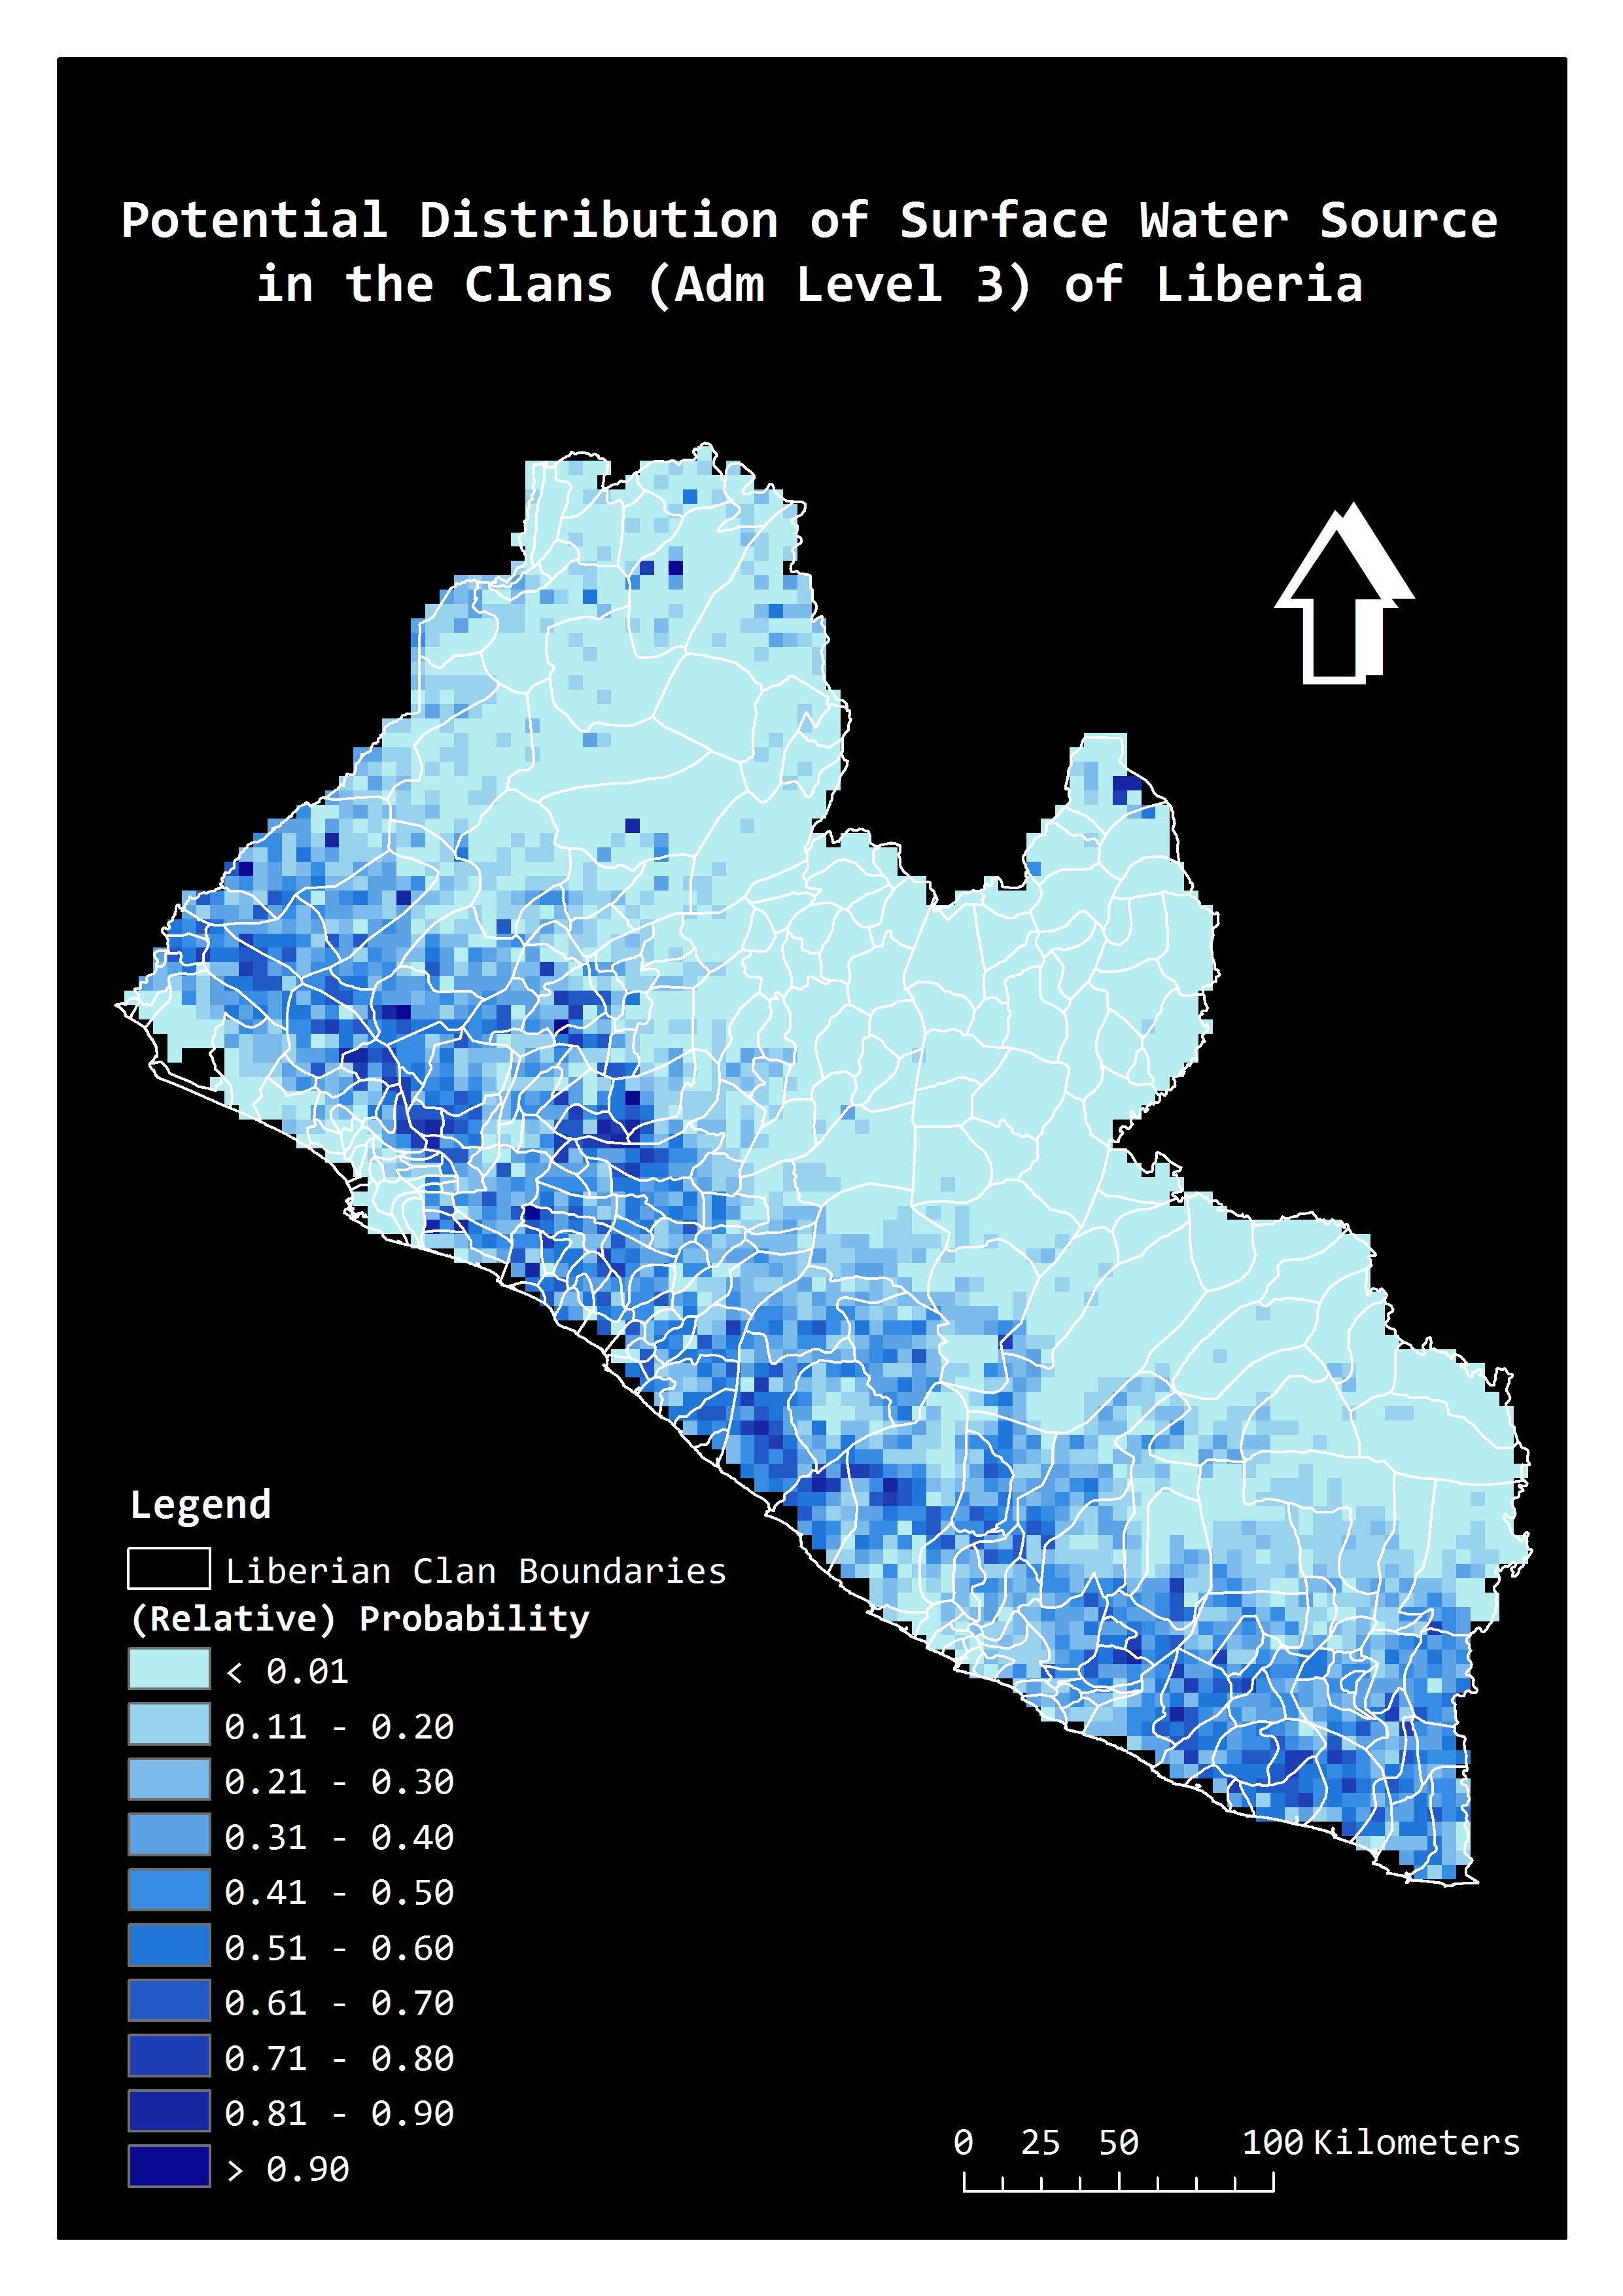 Potential Distribution of Surface Water Source
in the Clans (Adm Level 3) of Liberia
Legend
Liberian Clan Boundaries
(Relative) Probability
< 0.01
0.11 - 0.20
0.21 - 0.30
0.31 - 0.40
0.41 - 0.50
0.51 - 0.60
0.61 - 0.70
0.71 - 0.80
0.81 - 0.90
> 0.90
0 25 50 100 Kilometers